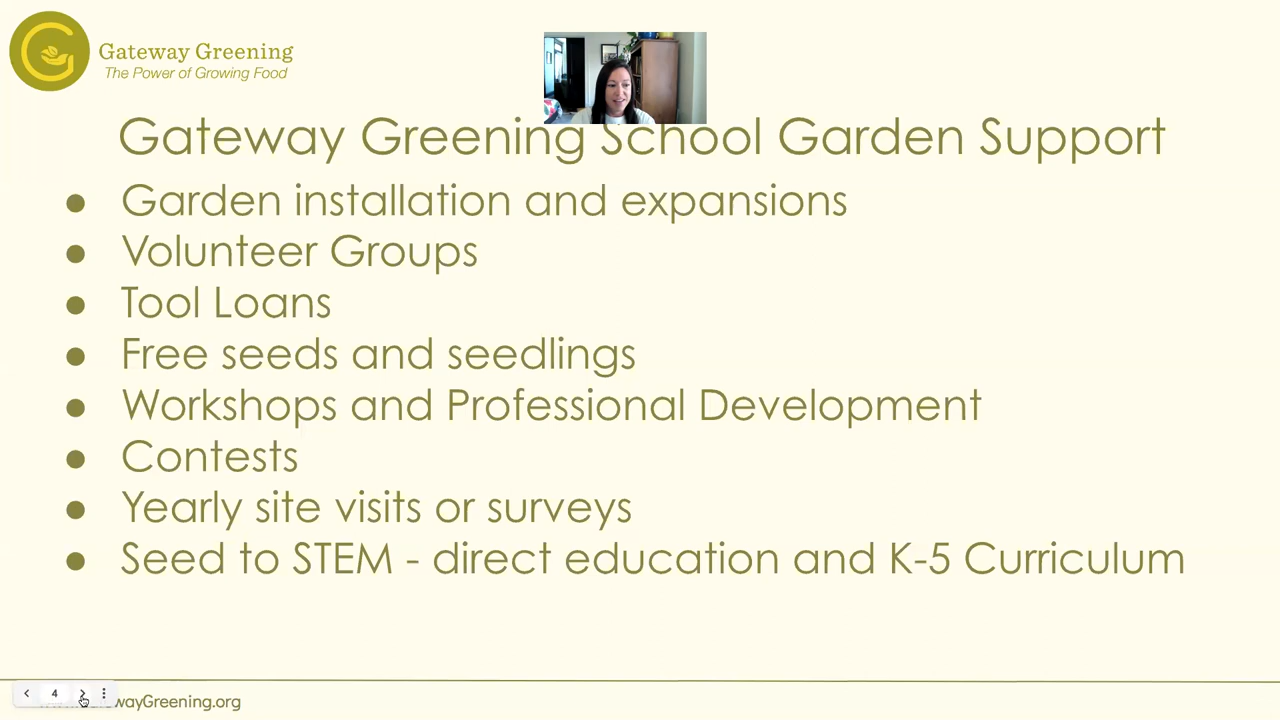 Gateway Greening
The Power of Growing Food
Gateway Greening School Garden Support
● Garden installation and expansions
● Volunteer Groups
● Tool Loans
● Free seeds and seedlings
● Workshops and Professional Development
● Contests
● Yearly site visits or surveys
● Seed to STEM - direct education and K-5 Curriculum
4
wayGreening.org